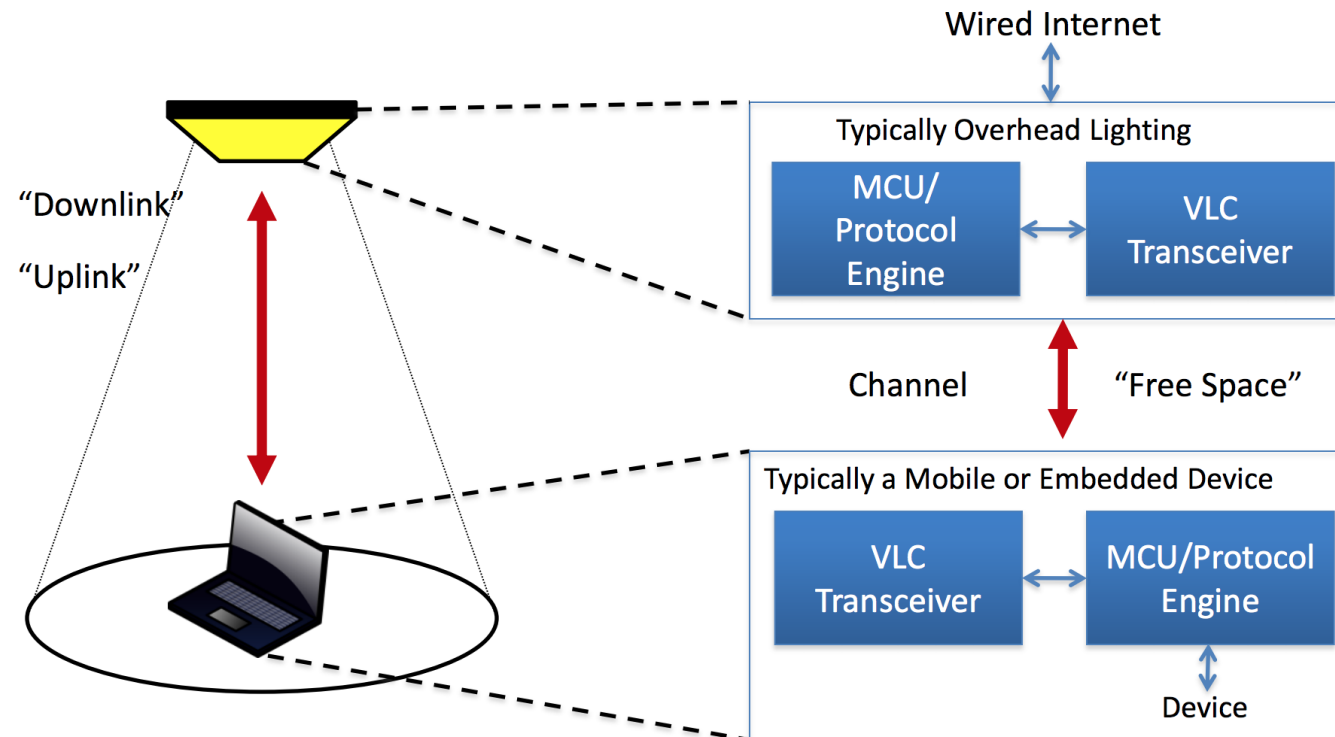 Wired Internet
Typically Overhead Lighting
MCU/
Protocol
Engine
VLC
Transceiver
“Downlink”
“Uplink”
Channel
“Free Space”
Typically a Mobile or Embedded Device
VLC
Transceiver
MCU/Protocol
Engine
Device